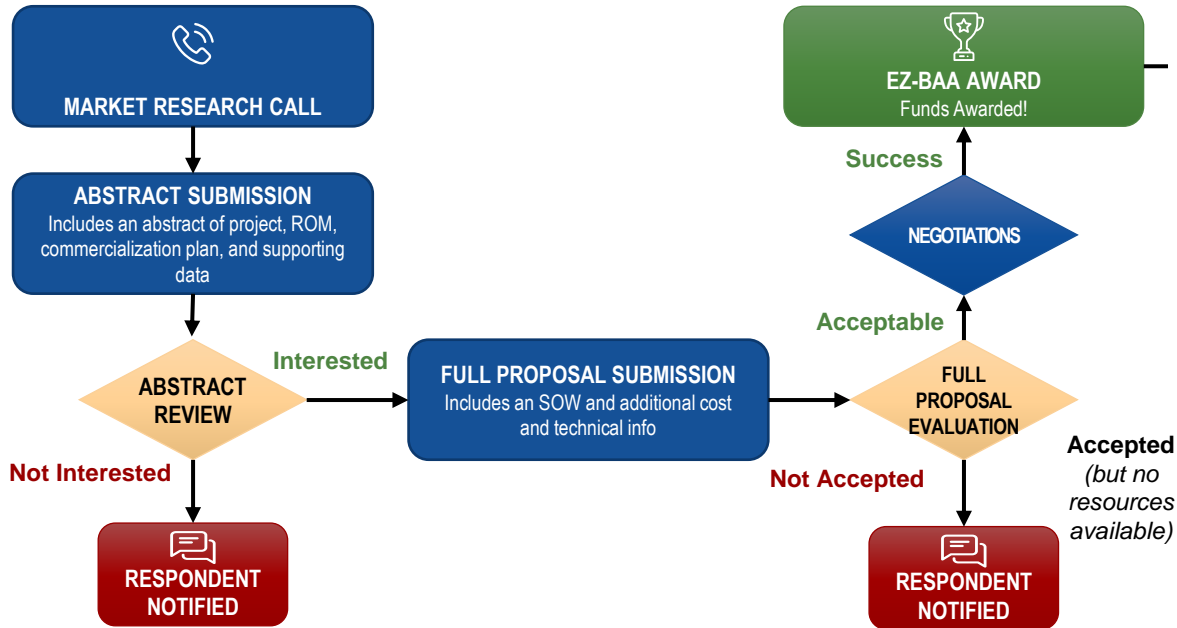 MARKET RESEARCH CALL
ABSTRACT SUBMISSION
Includes an abstract of project, ROM,
commercialization plan, and supporting
data
ABSTRACT
REVIEW
Interested
Not Interested
RESPONDENT
NOTIFIED
FULL PROPOSAL SUBMISSION
Includes an SOW and additional cost
and technical info
EZ-BAA AWARD
Funds Awarded!
Success
NEGOTIATIONS
Acceptable
FULL
PROPOSAL
EVALUATION
Not Accepted
Accepted
(but no
resources
available)
RESPONDENT
NOTIFIED